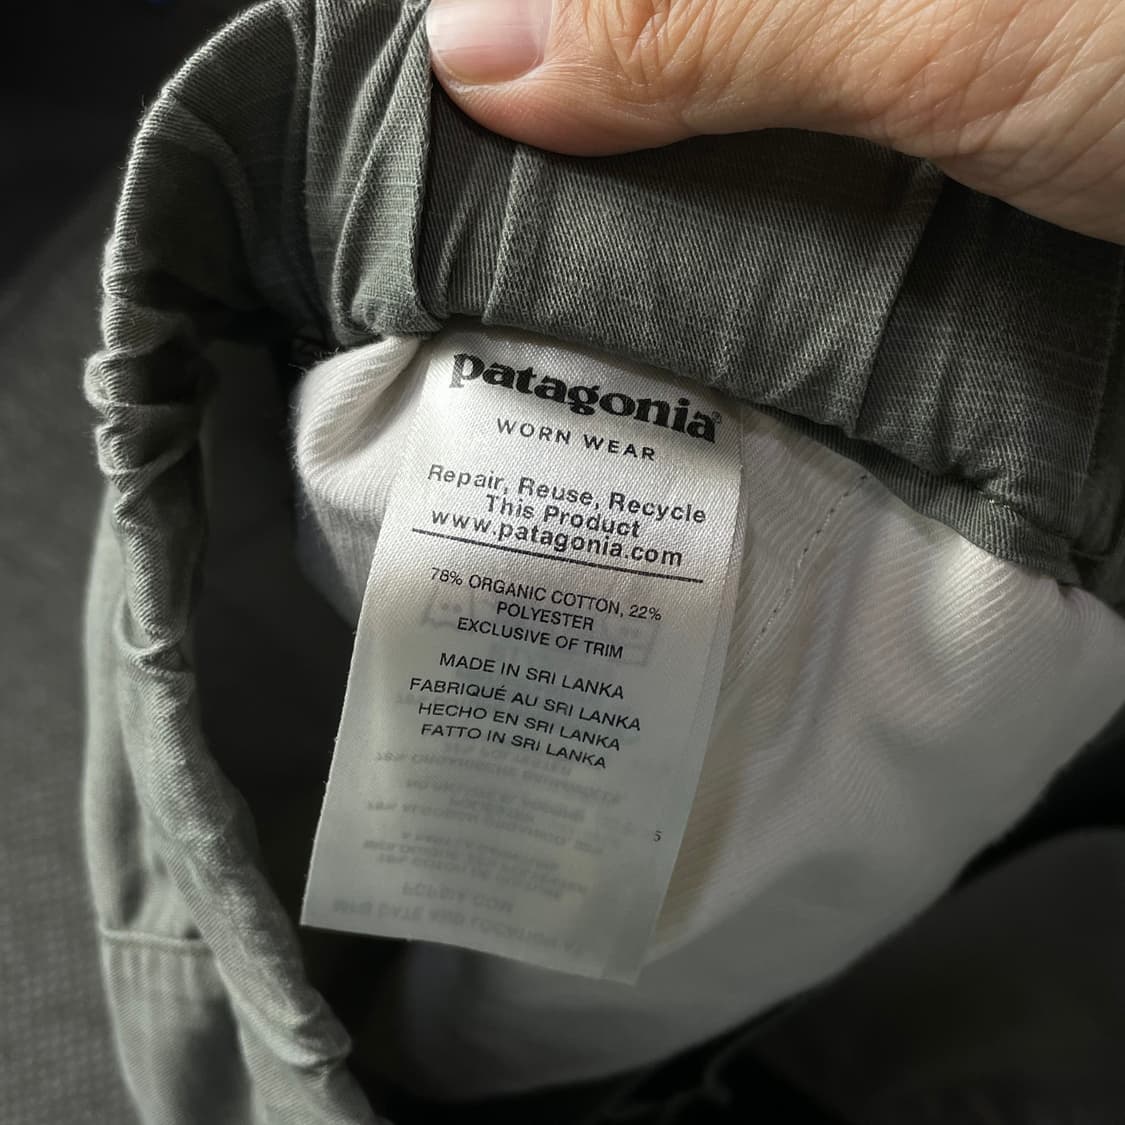 patagonia®
WORN WEAR
Repair, Reuse, Recycle
This Product
www.patagonia.com
78% ORGANIC COTTON, 22%
POLYESTER
EXCLUSIVE OF TRIM
MADE IN SRI LANKA
FABRIQUÉ AU SRI LANKA
HECHO EN SRI LANKA
FATTO IN SRI LANKA
5